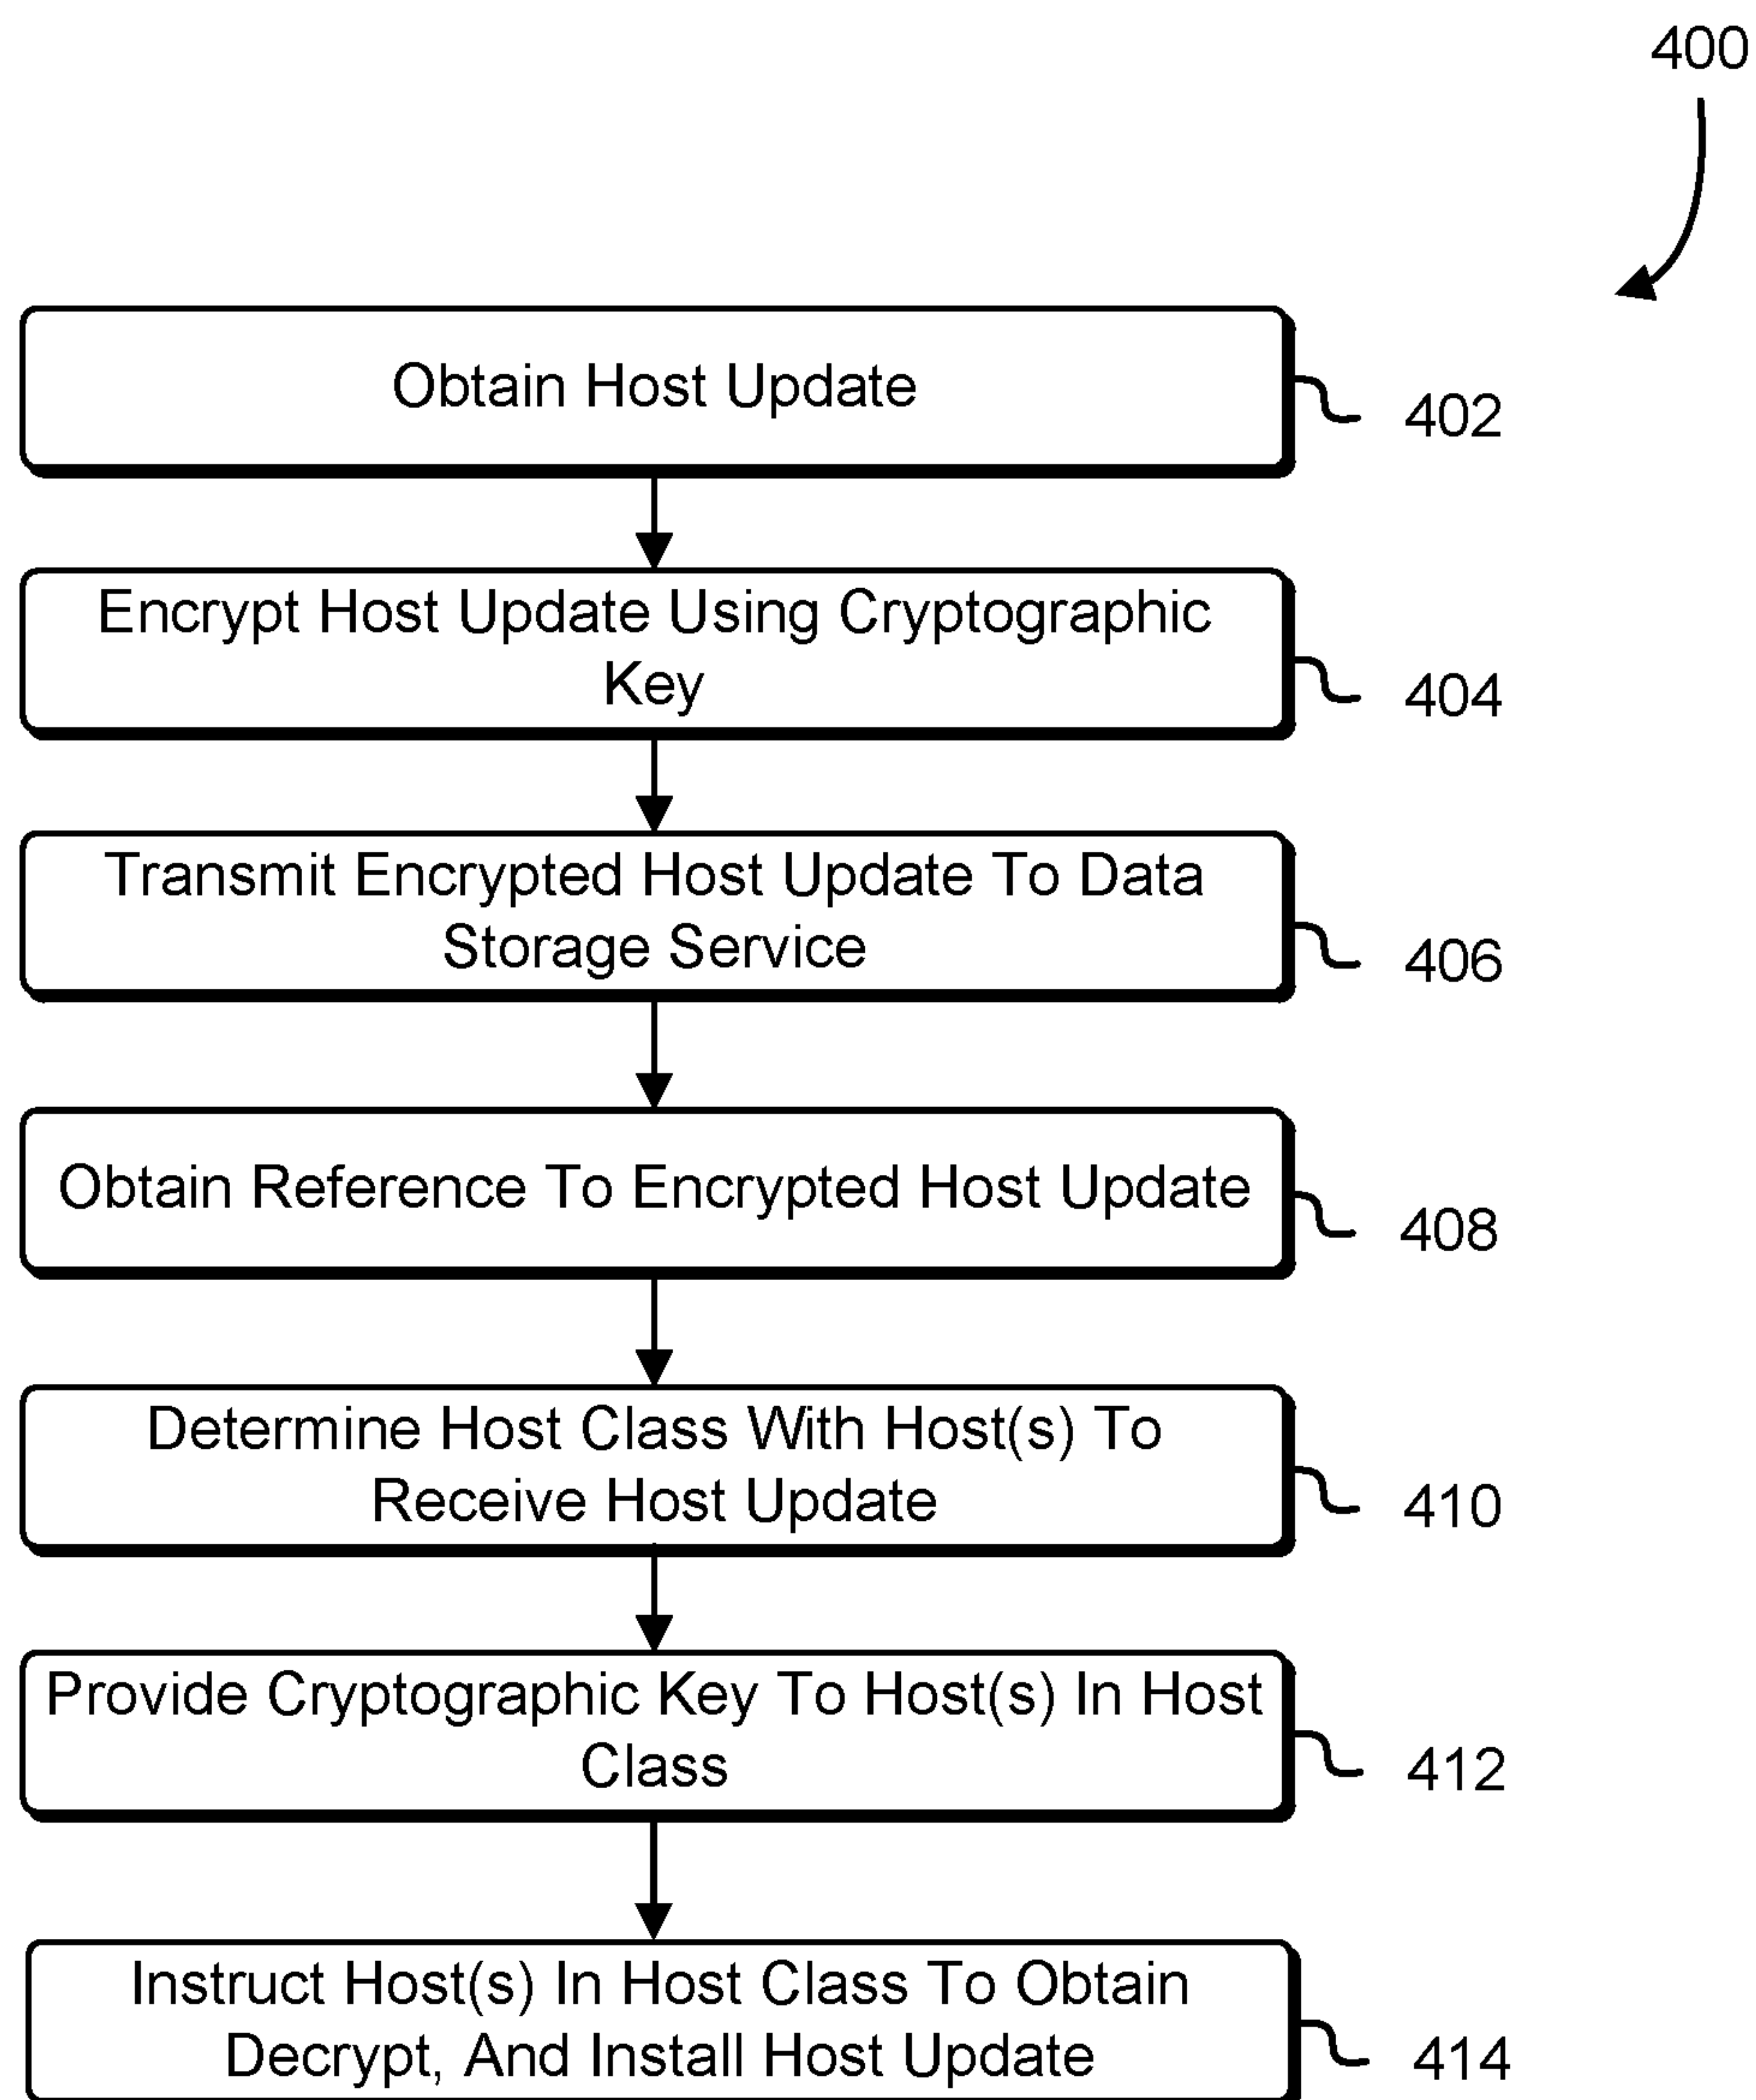 400
Obtain Host Update
402
Encrypt Host Update Using Cryptographic
Key
404
Transmit Encrypted Host Update To Data
Storage Service
406
Obtain Reference To Encrypted Host Update
408
Determine Host Class With Host(s) To
Receive Host Update
410
Provide Cryptographic Key To Host(s) In Host
Class
412
Instruct Host(s) In Host Class To Obtain
Decrypt, And Install Host Update
414